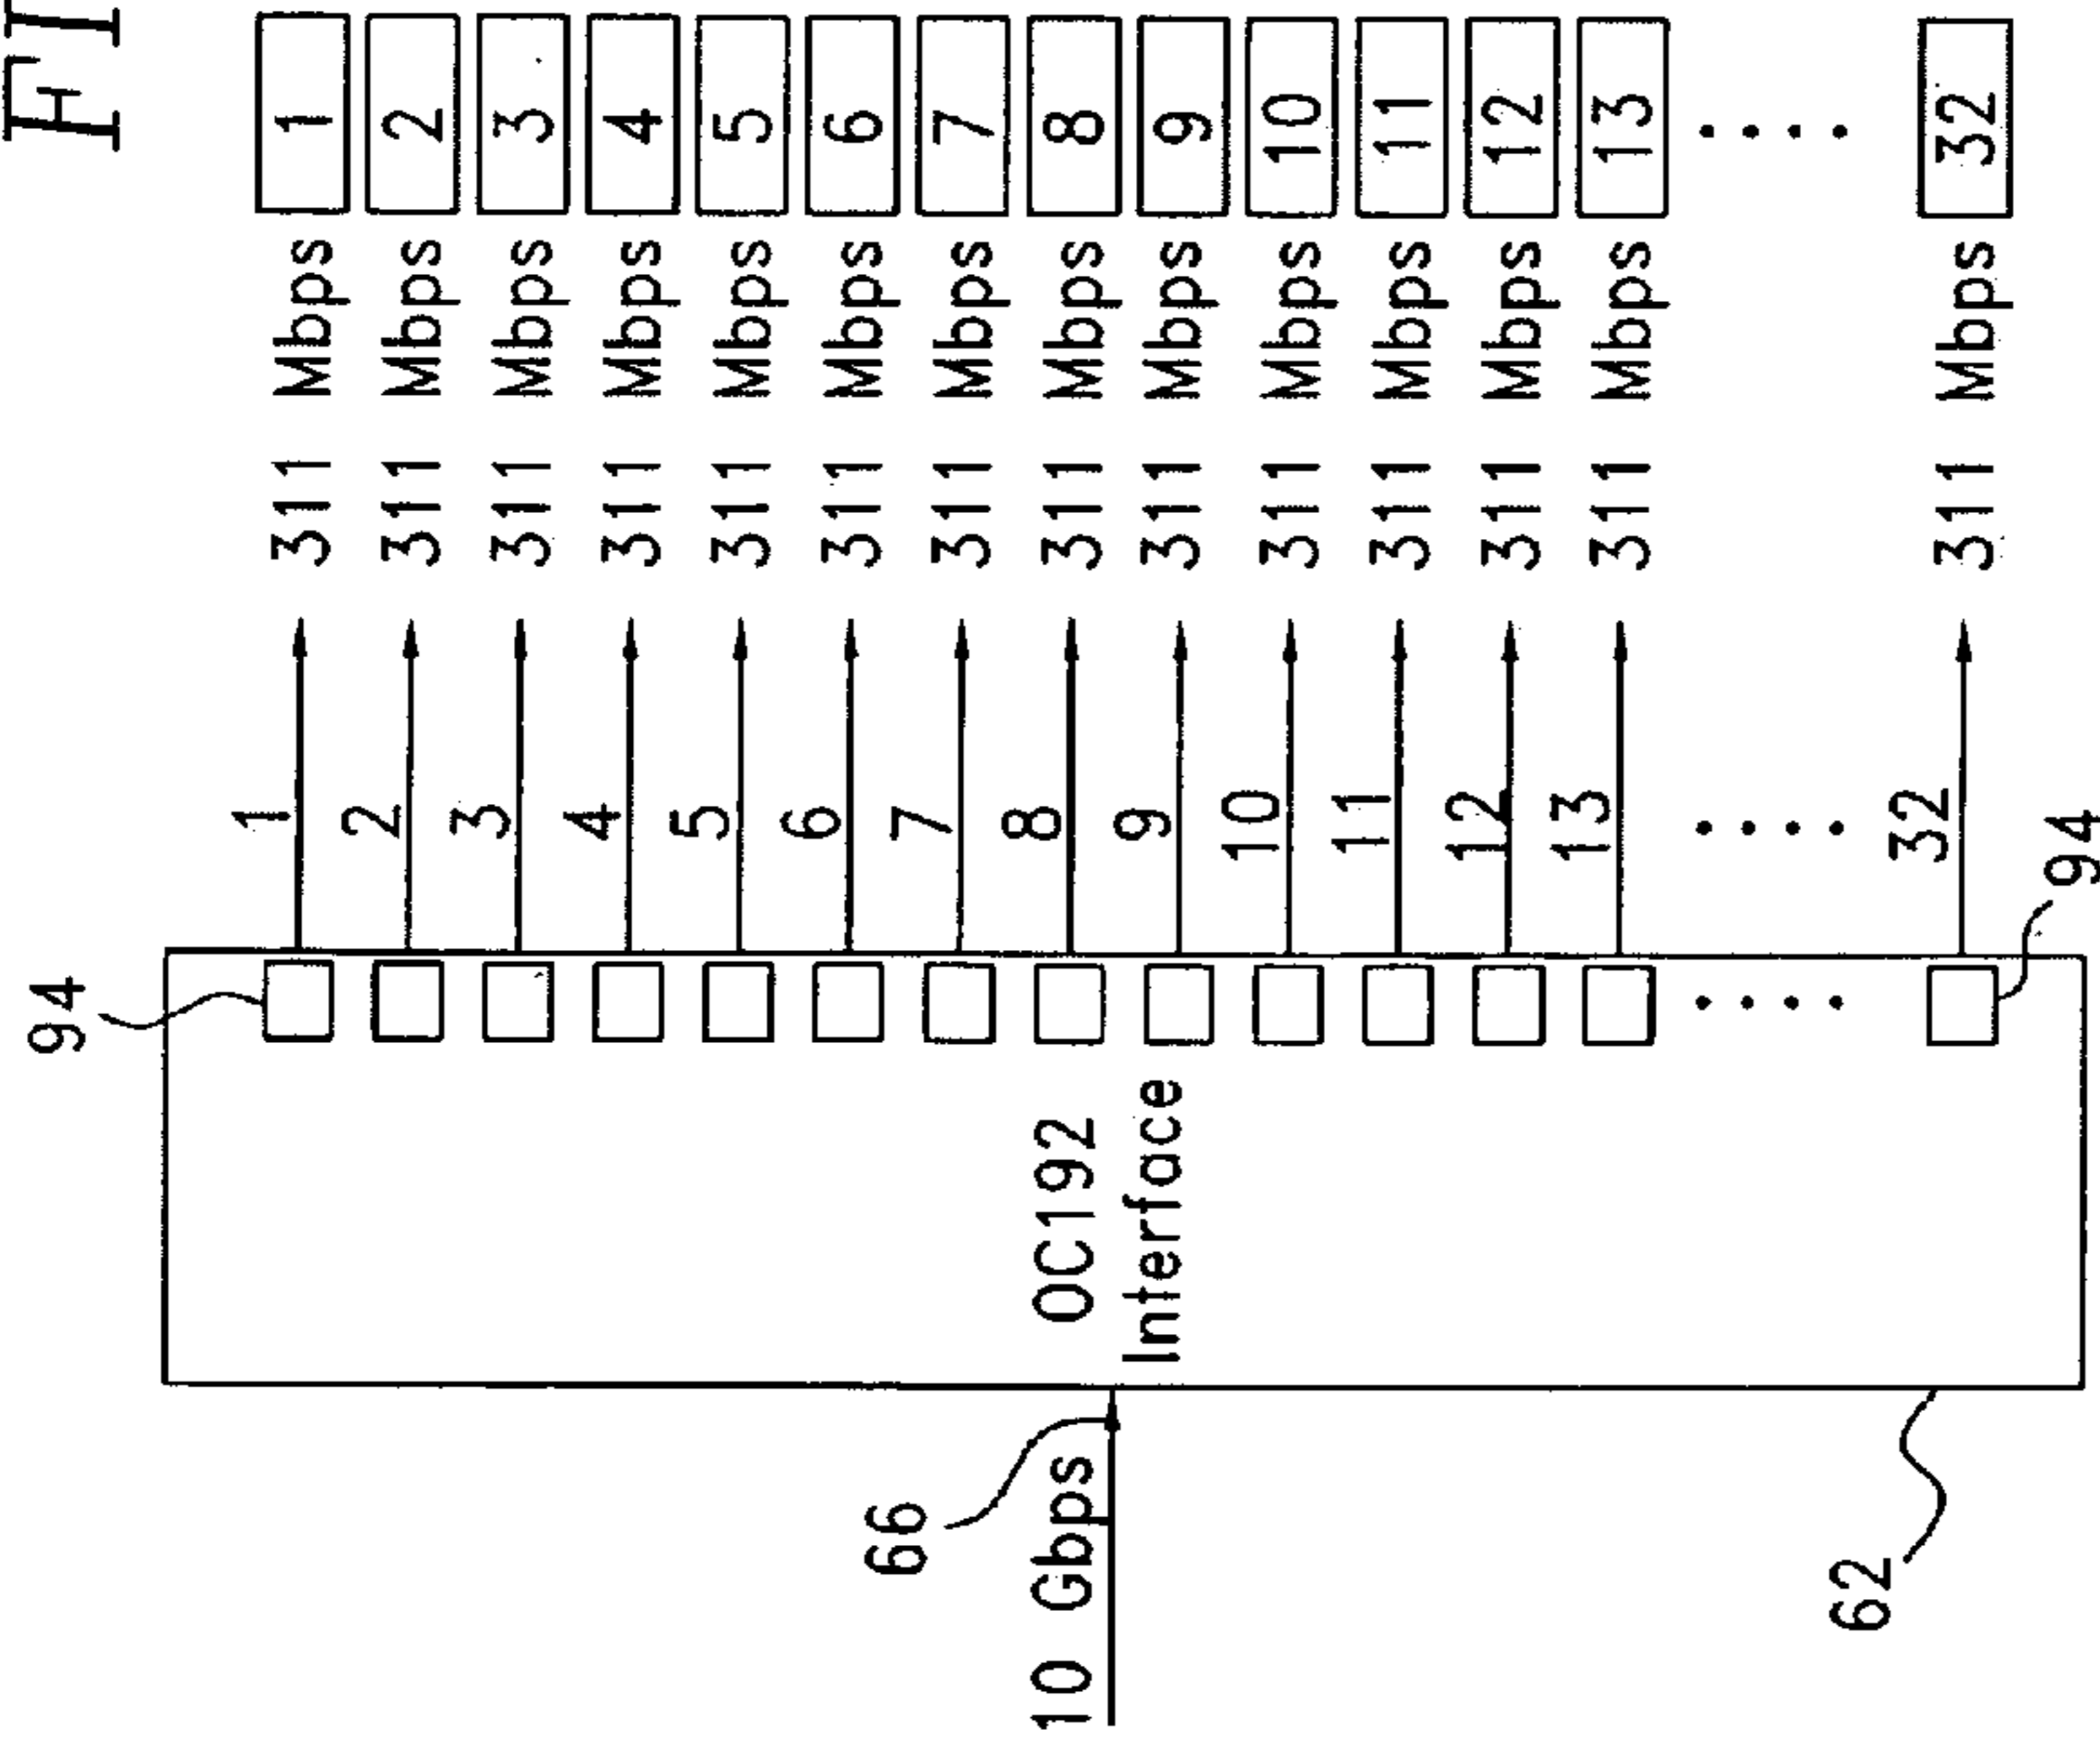 FI
94
1 311 Mbps 1
2 311 Mbps 2
3 311 Mbps 3
4 311 Mbps 4
5 311 Mbps 5
6 311 Mbps 6
7 311 Mbps 7
8 311 Mbps 8
9 311 Mbps 9
10 311 Mbps 10
11 311 Mbps 11
12 311 Mbps 12
13 311 Mbps 13
. . . . . . . . . . . .
32 311 Mbps 32
94
OC192
Interface
66
10 Gbps
62